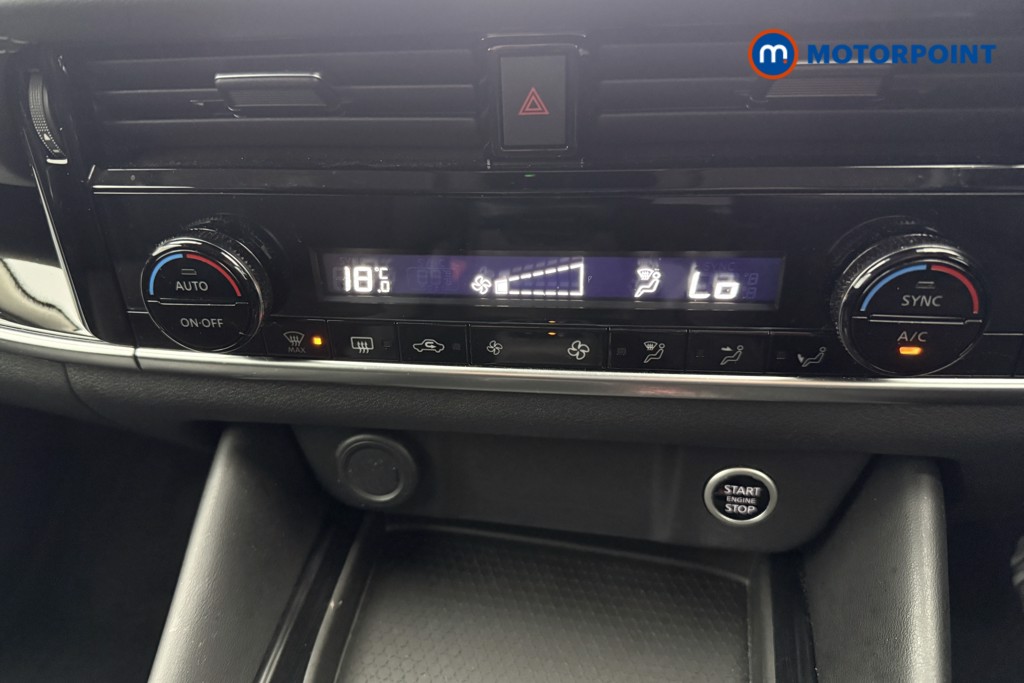 m. MOTORPOINT
AUTO
ON·OFF
18.0 °C
Lo
SYNC
A/C
MAX
START
ENGINE
STOP